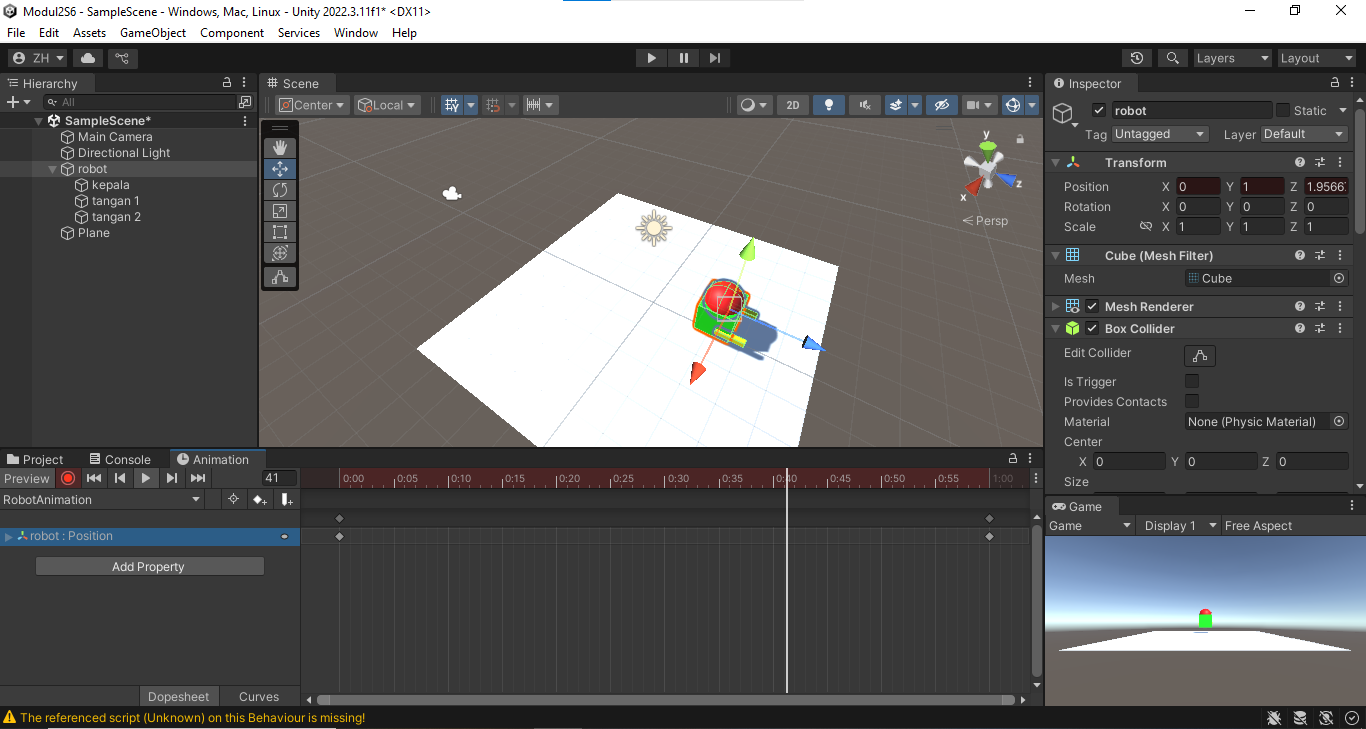 Modul2S6 - SampleScene - Windows, Mac, Linux - Unity 2022.3.11f1* <DX11>
File Edit Assets GameObject Component Services Window Help
ZH Layers Layout
Hierarchy
All
SampleScene*
Main Camera
Directional Light
robot
kepala
tangan 1
tangan 2
Plane
Scene
Center Local 2D
y
x
z
Persp
Inspector
robot Static
Tag Untagged Layer Default
Transform
Position X 0 Y 1 Z 1.9566
Rotation X 0 Y 0 Z 0
Scale X 1 Y 1 Z 1
Cube (Mesh Filter)
Mesh Cube
Mesh Renderer
Box Collider
Edit Collider
Is Trigger
Provides Contacts
Material None (Physic Material)
Center
X 0 Y 0 Z 0
Size
Project Console Animation
Preview 41
0:00 0:05 0:10 0:15 0:20 0:25 0:30 0:35 0:40 0:45 0:50 0:55 1:00
RobotAnimation
robot : Position
Add Property
Dopesheet Curves
Game
Game Display 1 Free Aspect
The referenced script (Unknown) on this Behaviour is missing!